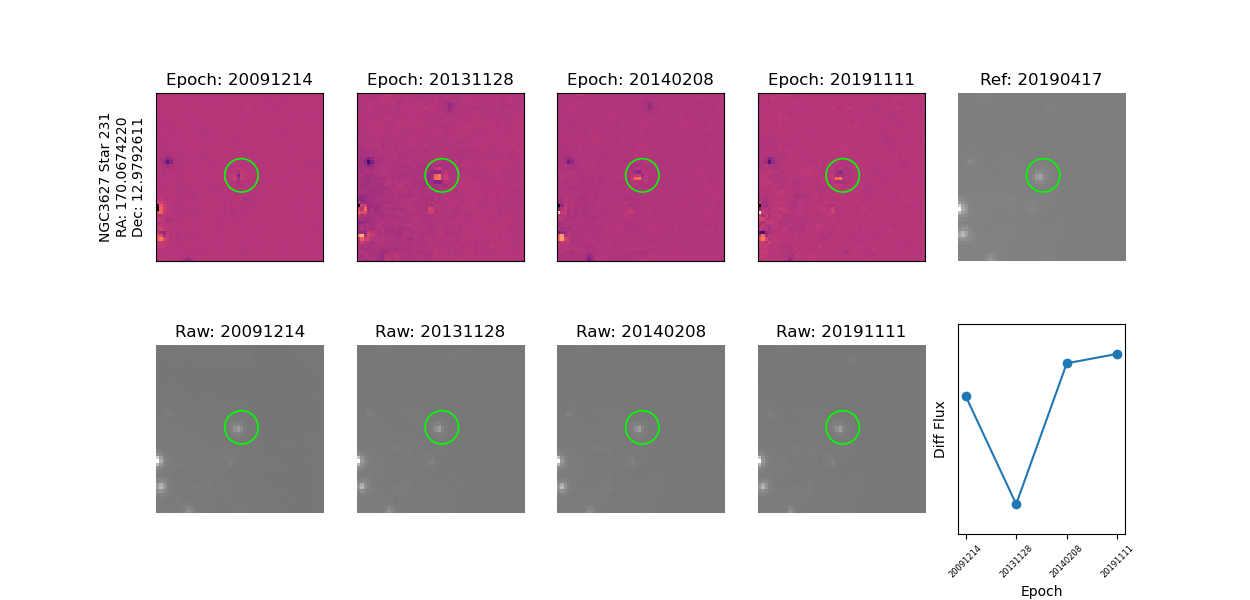 Epoch: 20091214
Epoch: 20131128
Epoch: 20140208
Epoch: 20191111
Ref: 20190417
NGC3627 Star 231
RA: 170.0674220
Dec: 12.9792611
Raw: 20091214
Raw: 20131128
Raw: 20140208
Raw: 20191111
Diff Flux
20091214
20131128
20140208
20191111
Epoch